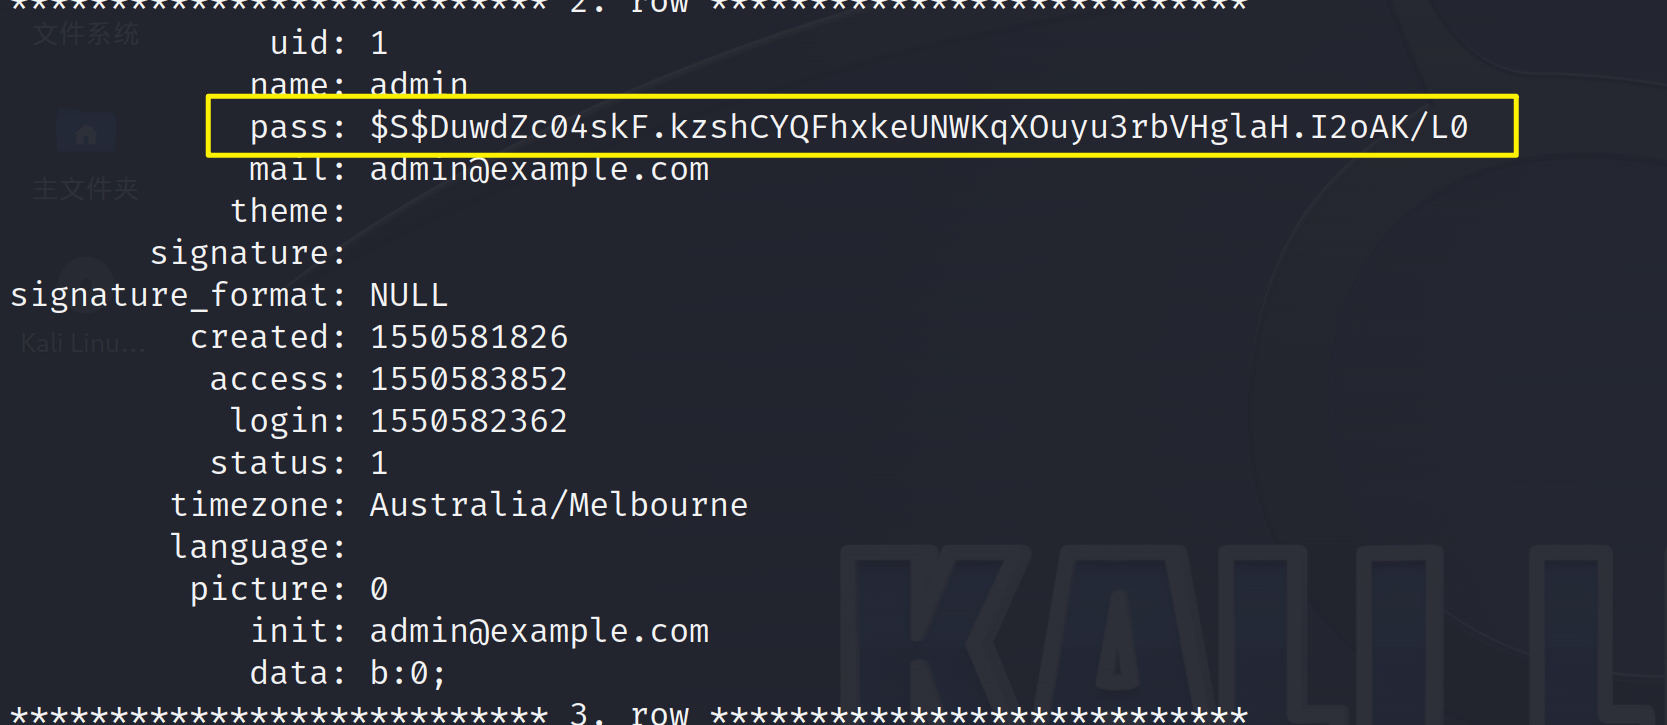 *************************** 2. row ***************************
文件系统
uid: 1
name: admin
pass: $S$DuwdZc04skF.kzshCYQFhxkeUNWKqXOuyu3rbVHglaH.I2oAK/L0
mail: admin@example.com
主文件夹
theme:
signature:
signature_format: NULL
created: 1550581826
Kali Linu...
access: 1550583852
login: 1550582362
status: 1
timezone: Australia/Melbourne
language:
picture: 0
init: admin@example.com
data: b:0;
KALI L
*************************** 3. row ***************************